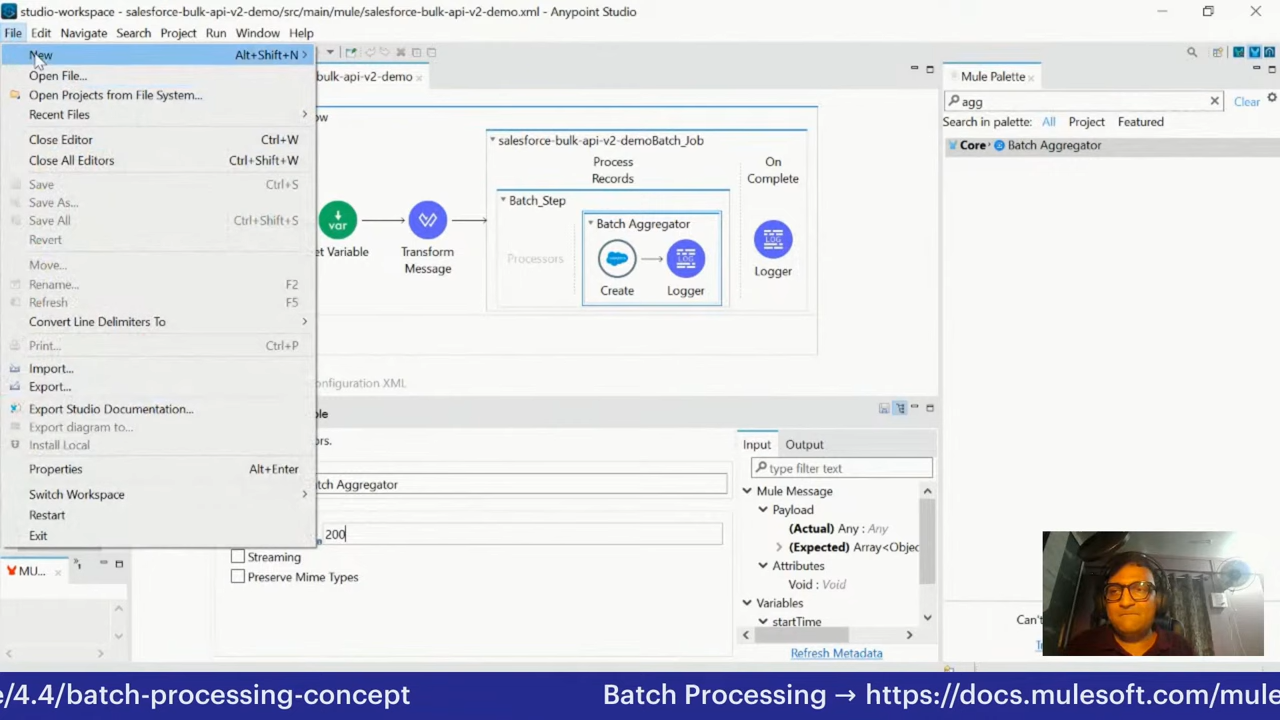 studio-workspace - salesforce-bulk-api-v2-demo/src/main/mule/salesforce-bulk-api-v2-demo.xml - Anypoint Studio
File Edit Navigate Search Project Run Window Help
New Alt+Shift+N
Open File...
Open Projects from File System...
Recent Files
Close Editor Ctrl+W
Close All Editors Ctrl+Shift+W
Save Ctrl+S
Save As...
Save All Ctrl+Shift+S
Revert
Move...
Rename... F2
Refresh F5
Convert Line Delimiters To
Print... Ctrl+P
Import...
Export...
Export Studio Documentation...
Export diagram to...
Install Local
Properties Alt+Enter
Switch Workspace
Restart
Exit
MU...
bulk-api-v2-demo
ow
et Variable
var
Transform
Message
salesforce-bulk-api-v2-demoBatch_Job
Process
Records
On
Complete
Batch_Step
Processors
Batch Aggregator
Create
LOG
Logger
LOG
Logger
onfiguration XML
ble
ors.
tch Aggregator
200
Streaming
Preserve Mime Types
Input Output
type filter text
Mule Message
Payload
(Actual) Any : Any
(Expected) Array<Objec
Attributes
Void : Void
Variables
startTime
Refresh Metadata
Mule Palette
agg
Clear
Search in palette: All Project Featured
Core Batch Aggregator
Can't
e/4.4/batch-processing-concept Batch Processing → https://docs.mulesoft.com/mule